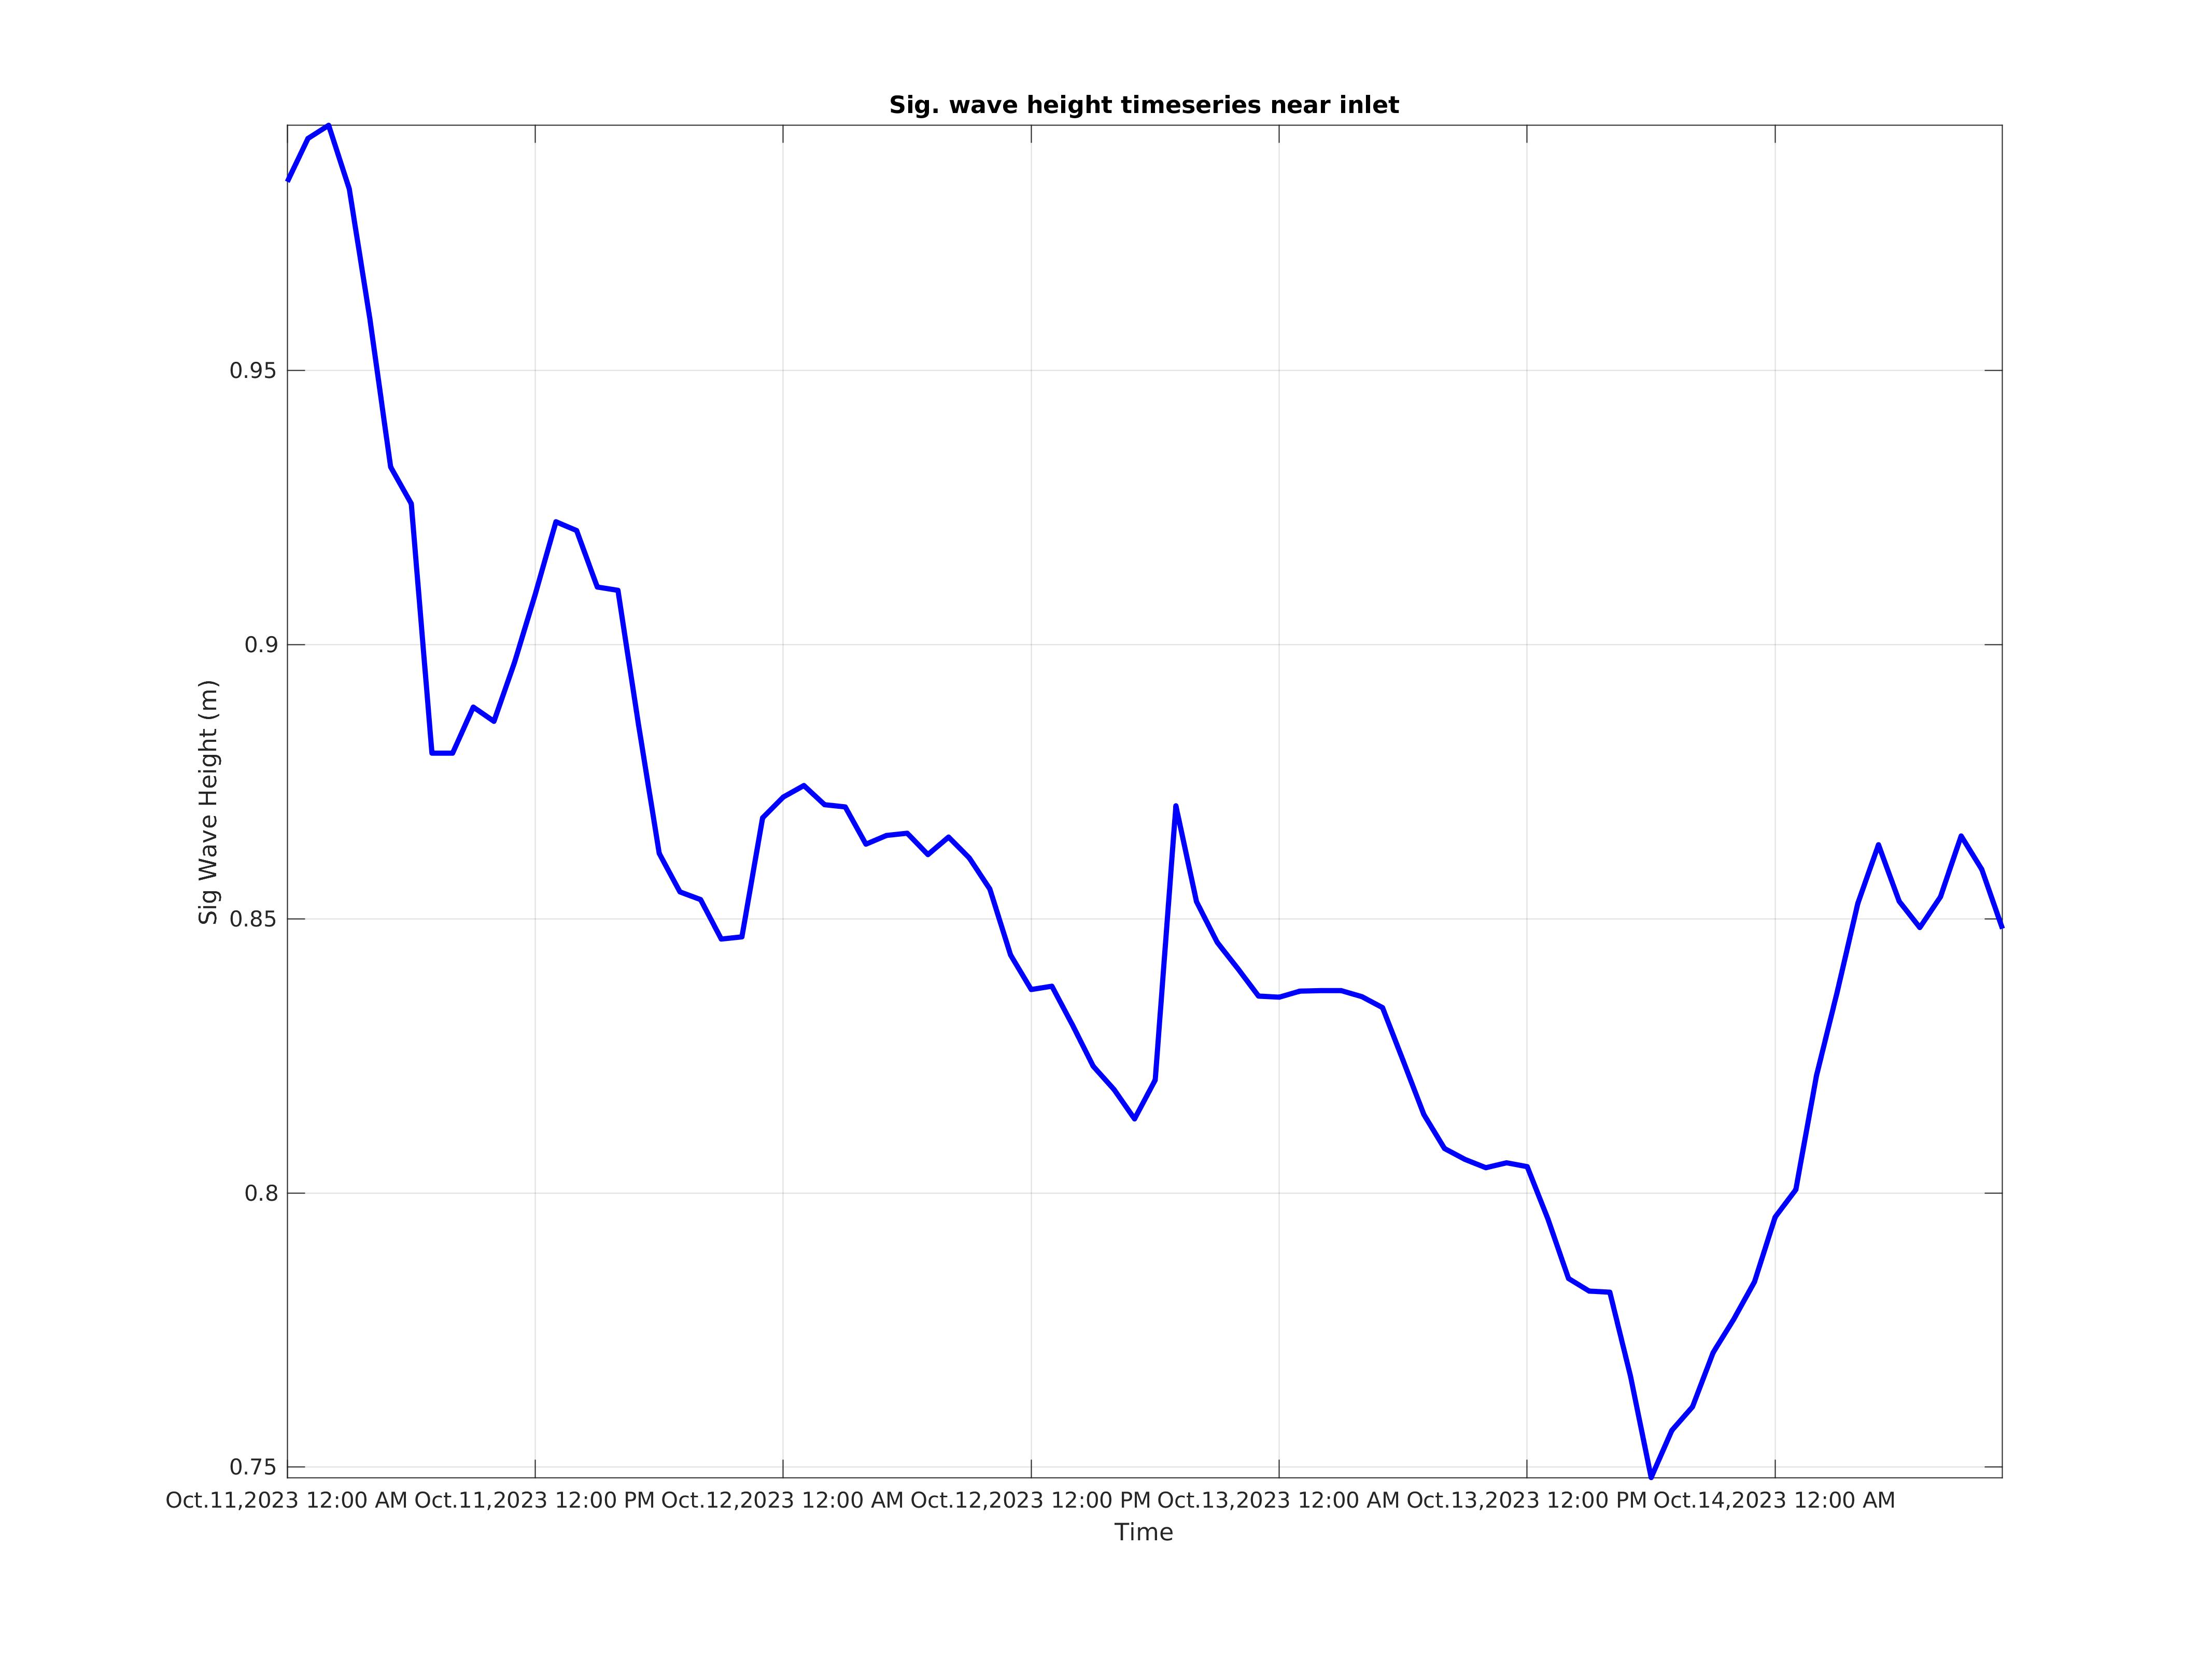 Sig. wave height timeseries near inlet
0.95
0.9
0.85
0.8
0.75
Sig Wave Height (m)
Oct.11,2023 12:00 AM Oct.11,2023 12:00 PM Oct.12,2023 12:00 AM Oct.12,2023 12:00 PM Oct.13,2023 12:00 AM Oct.13,2023 12:00 PM Oct.14,2023 12:00 AM
Time